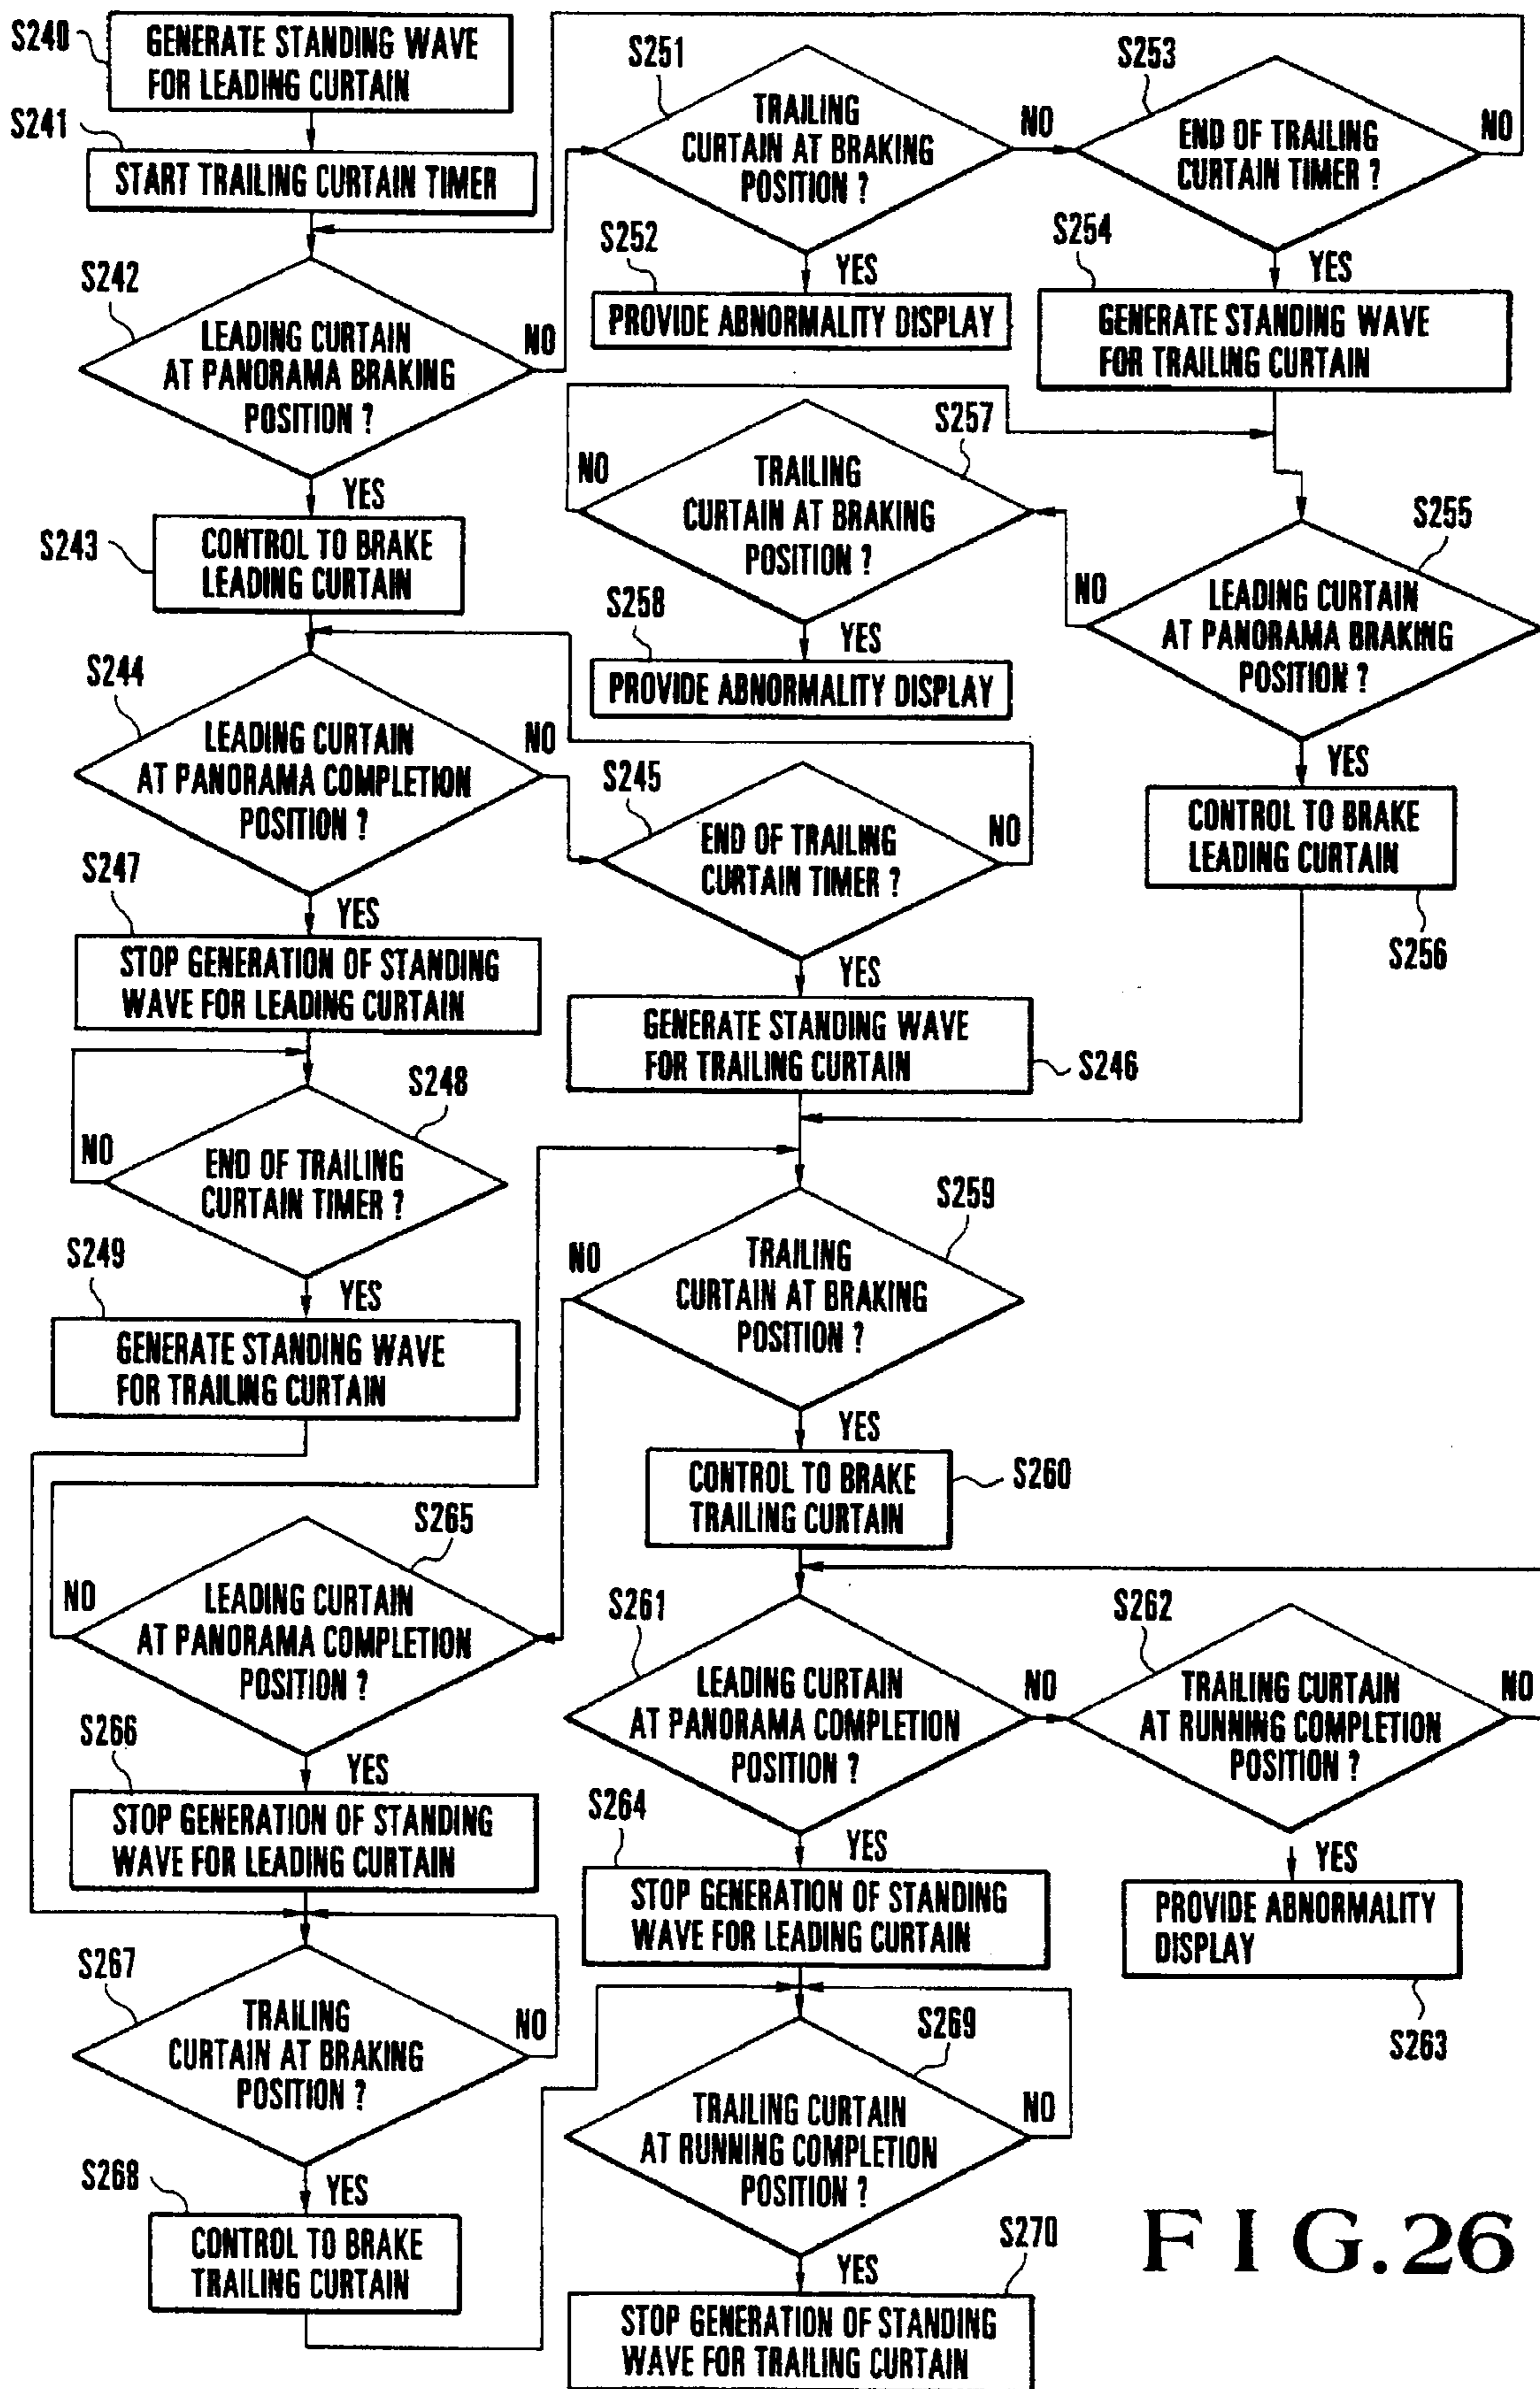 S240
GENERATE STANDING WAVE
FOR LEADING CURTAIN
S241
START TRAILING CURTAIN TIMER
S242
LEADING CURTAIN
AT PANORAMA BRAKING
POSITION ?
NO
YES
S243
CONTROL TO BRAKE
LEADING CURTAIN
S244
LEADING CURTAIN
AT PANORAMA COMPLETION
POSITION ?
NO
YES
S247
STOP GENERATION OF STANDING
WAVE FOR LEADING CURTAIN
S248
END OF TRAILING
CURTAIN TIMER ?
NO
YES
S249
GENERATE STANDING WAVE
FOR TRAILING CURTAIN
S251
TRAILING
CURTAIN AT BRAKING
POSITION ?
NO
YES
S252
PROVIDE ABNORMALITY DISPLAY
S253
END OF TRAILING
CURTAIN TIMER ?
NO
YES
S254
GENERATE STANDING WAVE
FOR TRAILING CURTAIN
S257
TRAILING
CURTAIN AT BRAKING
POSITION ?
NO
YES
S258
PROVIDE ABNORMALITY DISPLAY
S255
LEADING CURTAIN
AT PANORAMA BRAKING
POSITION ?
NO
YES
CONTROL TO BRAKE
LEADING CURTAIN
S256
S245
END OF TRAILING
CURTAIN TIMER ?
NO
YES
GENERATE STANDING WAVE
FOR TRAILING CURTAIN
S246
S259
TRAILING
CURTAIN AT BRAKING
POSITION ?
NO
YES
CONTROL TO BRAKE
TRAILING CURTAIN
S260
S265
LEADING CURTAIN
AT PANORAMA COMPLETION
POSITION ?
NO
YES
S266
STOP GENERATION OF STANDING
WAVE FOR LEADING CURTAIN
S267
TRAILING
CURTAIN AT BRAKING
POSITION ?
NO
YES
S268
CONTROL TO BRAKE
TRAILING CURTAIN
S261
LEADING CURTAIN
AT PANORAMA COMPLETION
POSITION ?
NO
YES
S262
TRAILING CURTAIN
AT RUNNING COMPLETION
POSITION ?
NO
YES
PROVIDE ABNORMALITY
DISPLAY
S263
S264
STOP GENERATION OF STANDING
WAVE FOR LEADING CURTAIN
S269
TRAILING CURTAIN
AT RUNNING COMPLETION
POSITION ?
NO
YES
S270
STOP GENERATION OF STANDING
WAVE FOR TRAILING CURTAIN
FIG.26